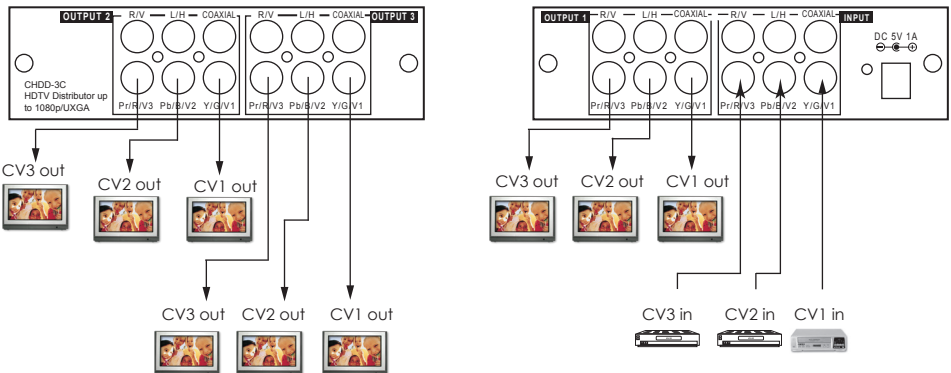 OUTPUT 2 R/V L/H COAXIAL R/V L/H COAXIAL OUTPUT 3
CHDD-3C
HDTV Distributor up
to 1080p/UXGA
Pr/R/V3 Pb/B/V2 Y/G/V1 Pr/R/V3 Pb/B/V2 Y/G/V1
CV3 out
CV2 out
CV1 out
CV3 out CV2 out CV1 out
OUTPUT 1 R/V L/H COAXIAL R/V L/H COAXIAL INPUT
DC 5V 1A
Pr/R/V3 Pb/B/V2 Y/G/V1 Pr/R/V3 Pb/B/V2 Y/G/V1
CV3 out CV2 out CV1 out
CV3 in CV2 in CV1 in